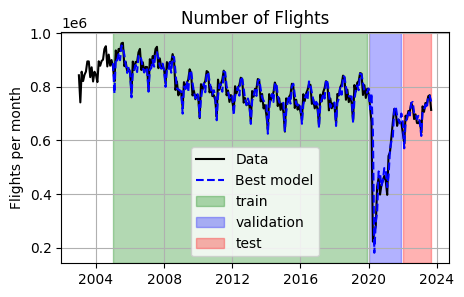 Number of Flights
1e6
1.0
0.8
0.6
0.4
0.2
Flights per month
Data
Best model
train
validation
test
2004 2008 2012 2016 2020 2024